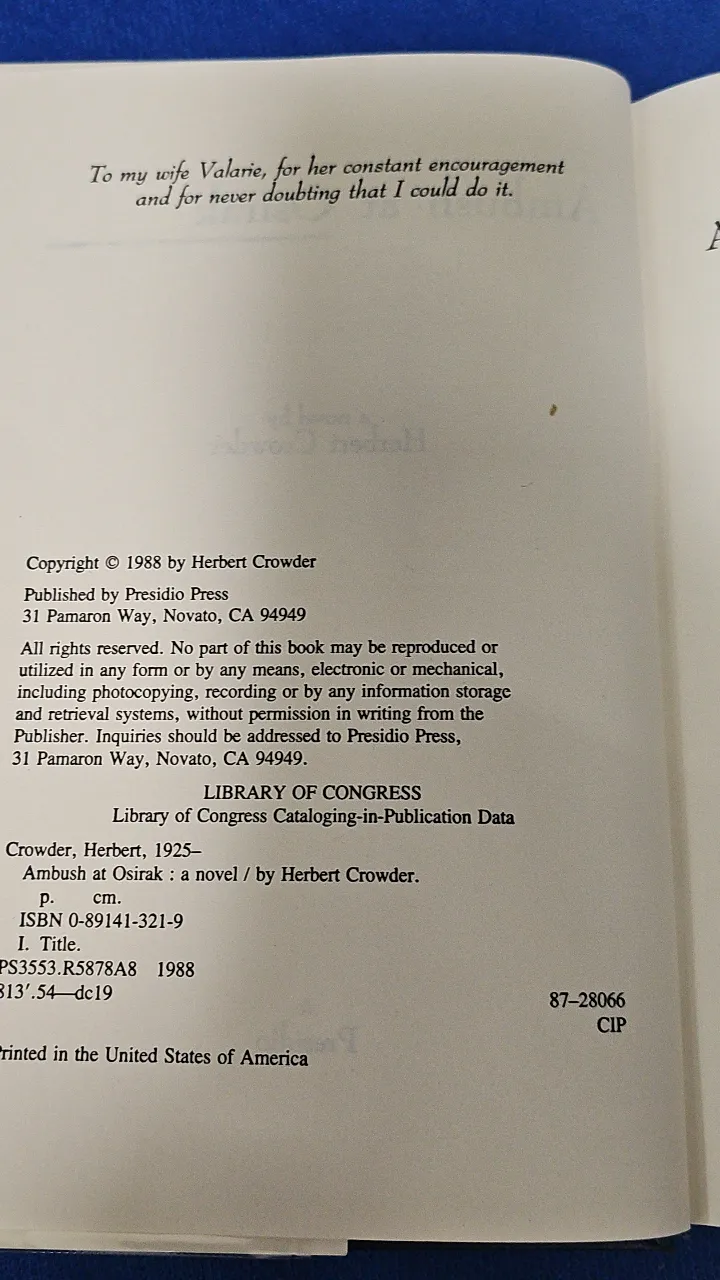 To my wife Valarie, for her constant encouragement
and for never doubting that I could do it.
Copyright © 1988 by Herbert Crowder
Published by Presidio Press
31 Pamaron Way, Novato, CA 94949
All rights reserved. No part of this book may be reproduced or
utilized in any form or by any means, electronic or mechanical,
including photocopying, recording or by any information storage
and retrieval systems, without permission in writing from the
Publisher. Inquiries should be addressed to Presidio Press,
31 Pamaron Way, Novato, CA 94949.
LIBRARY OF CONGRESS
Library of Congress Cataloging-in-Publication Data
Crowder, Herbert, 1925–
Ambush at Osirak : a novel / by Herbert Crowder.
p. cm.
ISBN 0-89141-321-9
I. Title.
PS3553.R5878A8 1988
813'.54—dc19
87–28066
CIP
Printed in the United States of America